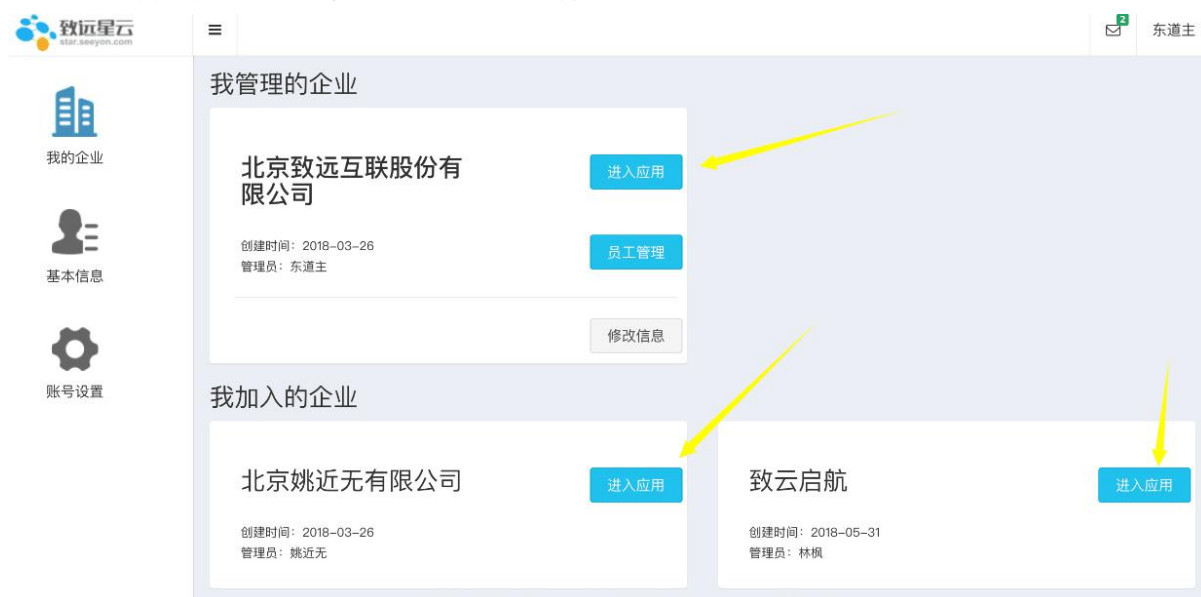 致远星云
star.seeyon.com
2
东道主
我的企业
基本信息
账号设置
我管理的企业
北京致远互联股份有
限公司
进入应用
创建时间：2018-03-26
管理员：东道主
员工管理
修改信息
我加入的企业
北京姚近无有限公司
进入应用
创建时间：2018-03-26
管理员：姚近无
致云启航
进入应用
创建时间：2018-05-31
管理员：林枫